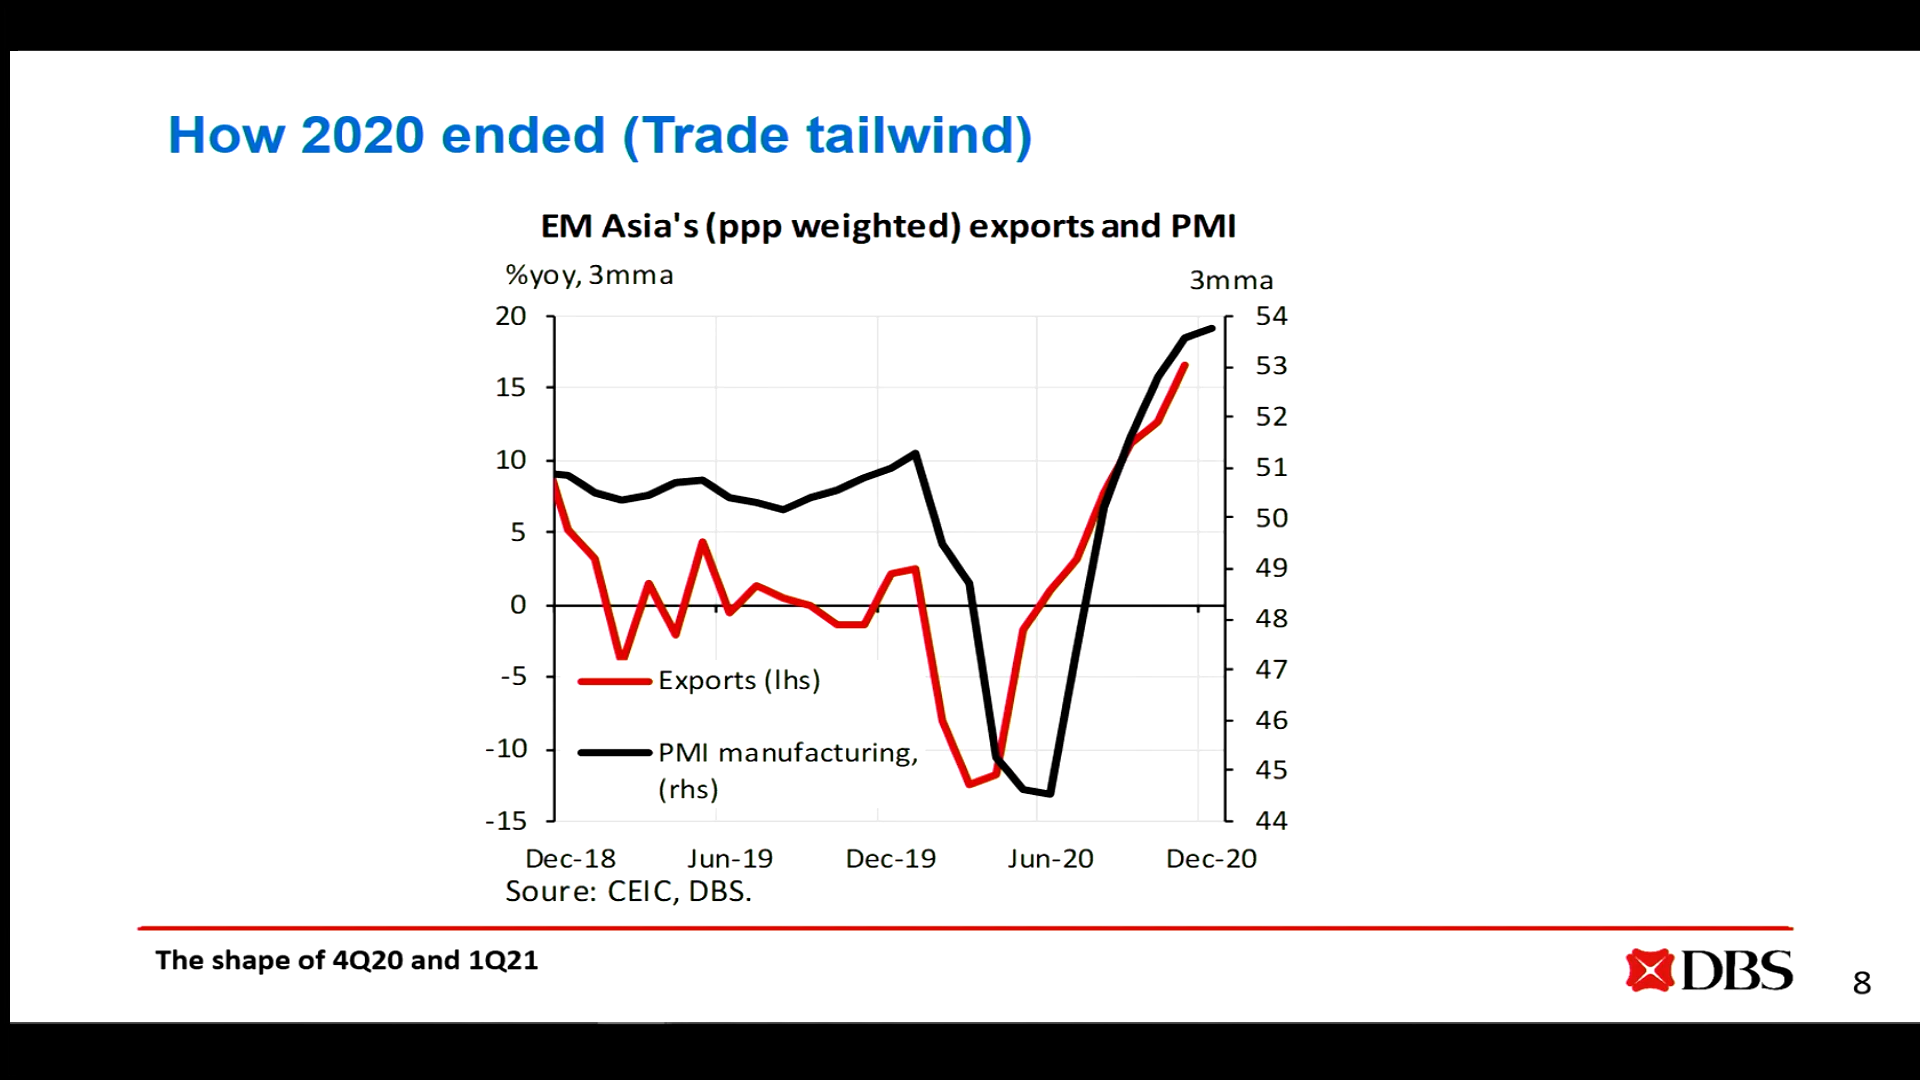 How 2020 ended (Trade tailwind)
EM Asia's (ppp weighted) exports and PMI
%yoy, 3mma
3mma
20
15
10
5
0
-5
-10
-15
54
53
52
51
50
49
48
47
46
45
44
Exports (lhs)
PMI manufacturing,
(rhs)
Dec-18 Jun-19 Dec-19 Jun-20 Dec-20
Soure: CEIC, DBS.
The shape of 4Q20 and 1Q21
DBS
8